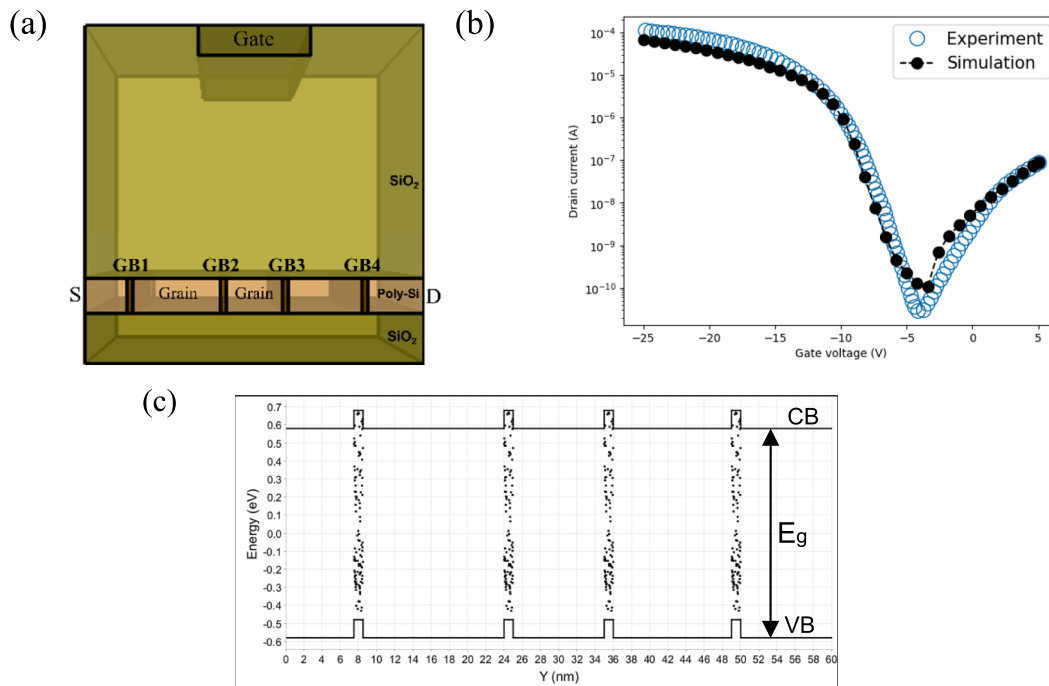 (a)
Gate
SiO₂
GB1 GB2 GB3 GB4
S Grain Grain Poly-Si D
SiO₂
(b)
10⁻⁴
10⁻⁵
10⁻⁶
10⁻⁷
10⁻⁸
10⁻⁹
10⁻¹⁰
Drain current (A)
Experiment
Simulation
−25 −20 −15 −10 −5 0 5
Gate voltage (V)
(c)
0.7
0.6
0.5
0.4
0.3
0.2
0.1
0.0
-0.1
-0.2
-0.3
-0.4
-0.5
-0.6
Energy (eV)
CB
Eg
VB
0 2 4 6 8 10 12 14 16 18 20 22 24 26 28 30 32 34 36 38 40 42 44 46 48 50 52 54 56 58 60
Y (nm)